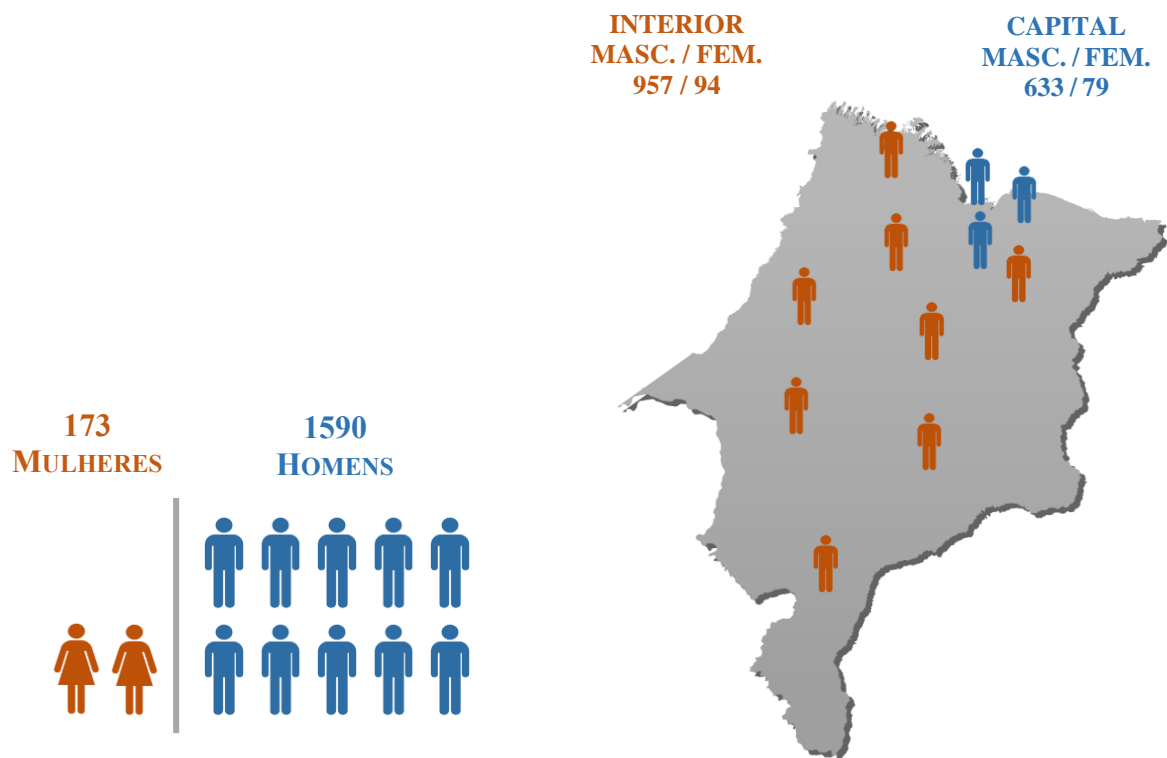 INTERIOR
MASC. / FEM.
957 / 94
CAPITAL
MASC. / FEM.
633 / 79
173
MULHERES
1590
HOMENS